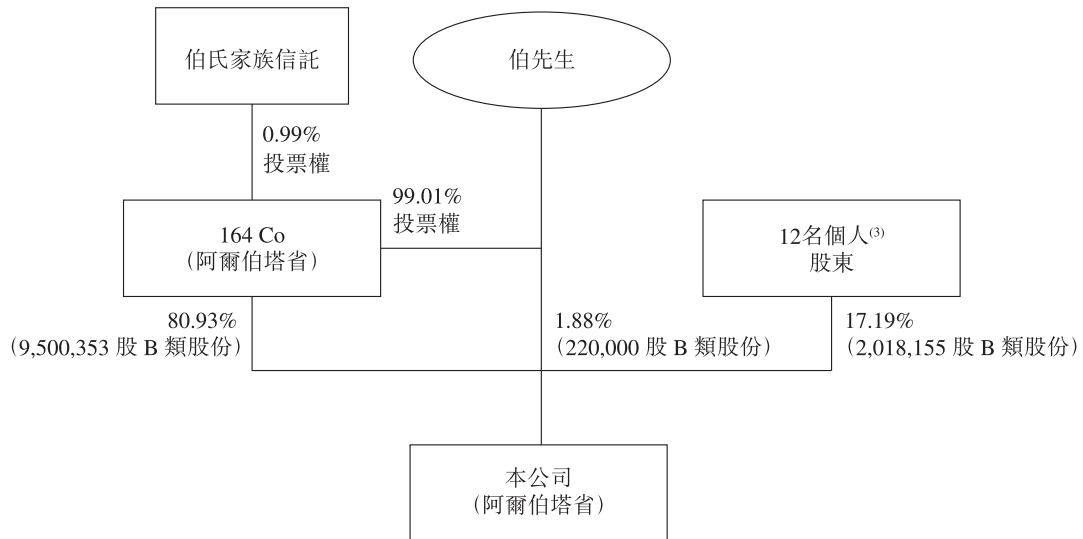 伯氏家族信託
伯先生
0.99%
投票權
99.01%
投票權
164 Co
(阿爾伯塔省)
12名個人(3)
股東
80.93%
(9,500,353 股 B 類股份)
1.88%
(220,000 股 B 類股份)
17.19%
(2,018,155 股 B 類股份)
本公司
(阿爾伯塔省)